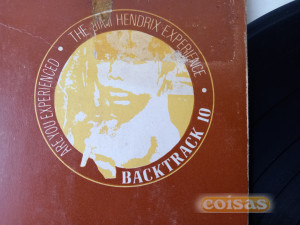 ARE YOU EXPERIENCED • THE JIMI HENDRIX EXPERIENCE •
BACKTRACK 10
coisas